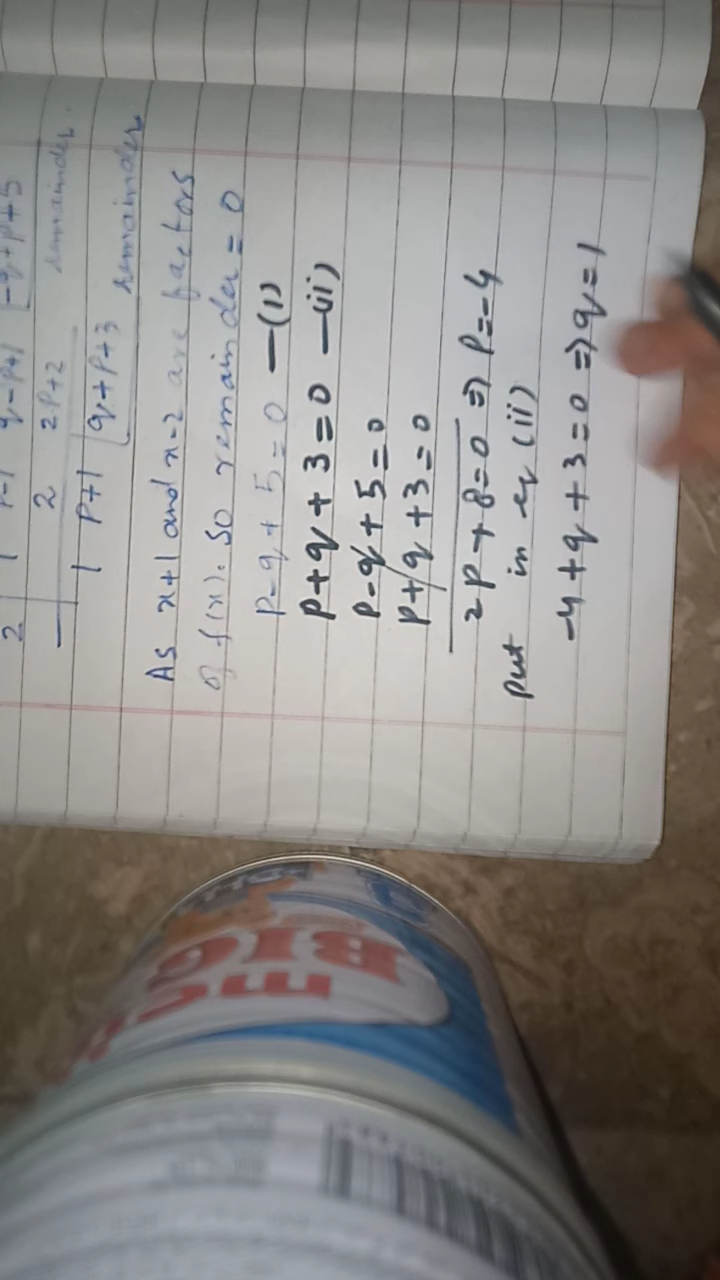 2 | 1 P-1 q-P+1 | -q+P+5
2 2P+2 remainder.
1 P+1 | q+P+3 remainder
As x+1 and x-2 are factors
of f(x). So remainder = 0
P-q+5=0 —(i)
P+q+3=0 —(ii)
P-q+5=0
P+q+3=0
2P+8=0 ⇒ P=-4
Put in eq (ii)
-4+q+3=0 ⇒ q=1
BIG